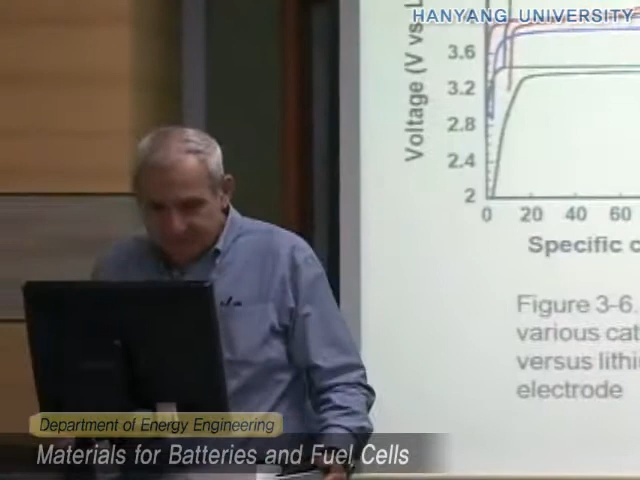 HANYANG UNIVERSITY
Voltage (V vs.
3.6
3.2
2.8
2.4
2
0 20 40 60
Specific
Figure 3-6.
various
versus
electrode
Department of Energy Engineering
Materials for Batteries and Fuel Cells